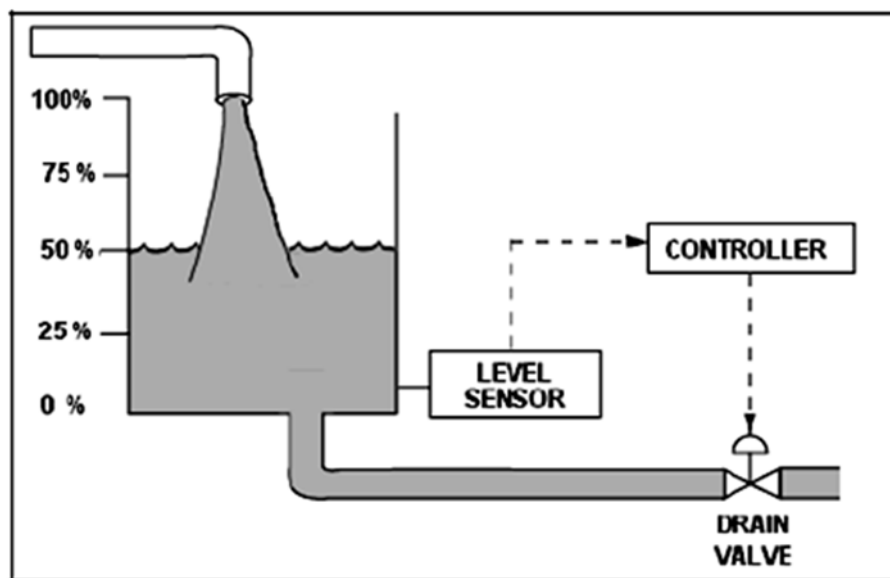 100%
75 %
50 %
25 %
0 %
LEVEL
SENSOR
CONTROLLER
DRAIN
VALVE